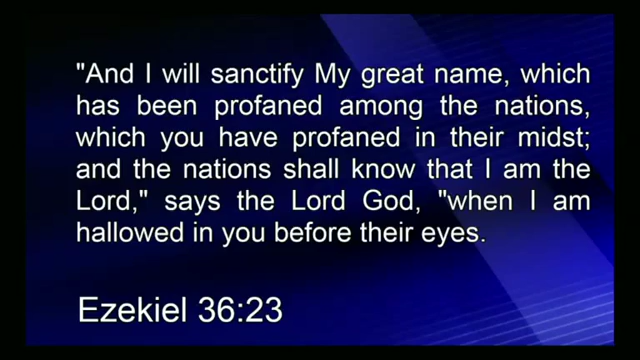 "And I will sanctify My great name, which
has been profaned among the nations,
which you have profaned in their midst;
and the nations shall know that I am the
Lord," says the Lord God, "when I am
hallowed in you before their eyes.
Ezekiel 36:23